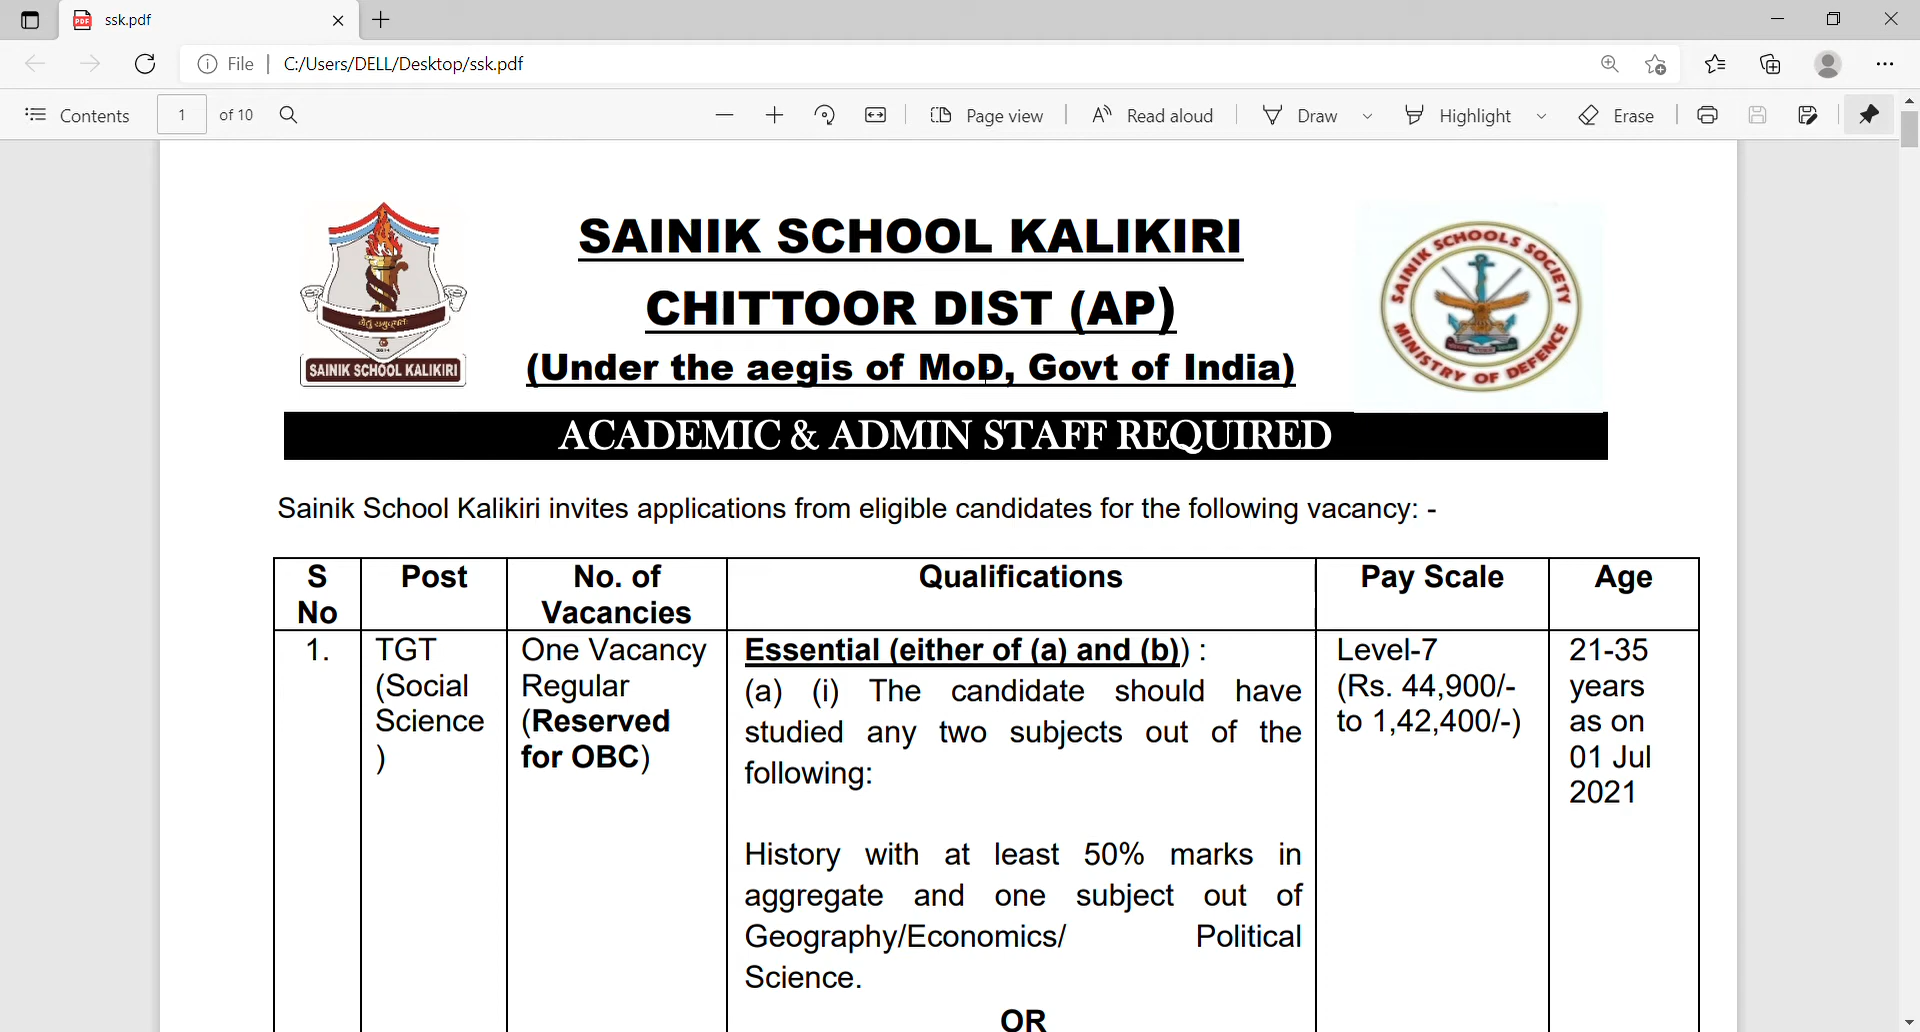 ssk.pdf
File
C:/Users/DELL/Desktop/ssk.pdf
Contents
1
of 10
Page view
Read aloud
Draw
Highlight
Erase
SAINIK SCHOOL KALIKIRI
CHITTOOR DIST (AP)
(Under the aegis of MoD, Govt of India)
SAINIK SCHOOL KALIKIRI
SAINIK SCHOOLS SOCIETY
MINISTRY OF DEFENCE
ACADEMIC & ADMIN STAFF REQUIRED
Sainik School Kalikiri invites applications from eligible candidates for the following vacancy: -
S
No
Post
No. of
Vacancies
Qualifications
Pay Scale
Age
1.
TGT
(Social
Science
)
One Vacancy
Regular
(Reserved
for OBC)
Essential (either of (a) and (b)) :
(a) (i) The candidate should have
studied any two subjects out of the
following:
History with at least 50% marks in
aggregate and one subject out of
Geography/Economics/ Political
Science.
OR
Level-7
(Rs. 44,900/-
to 1,42,400/-)
21-35
years
as on
01 Jul
2021